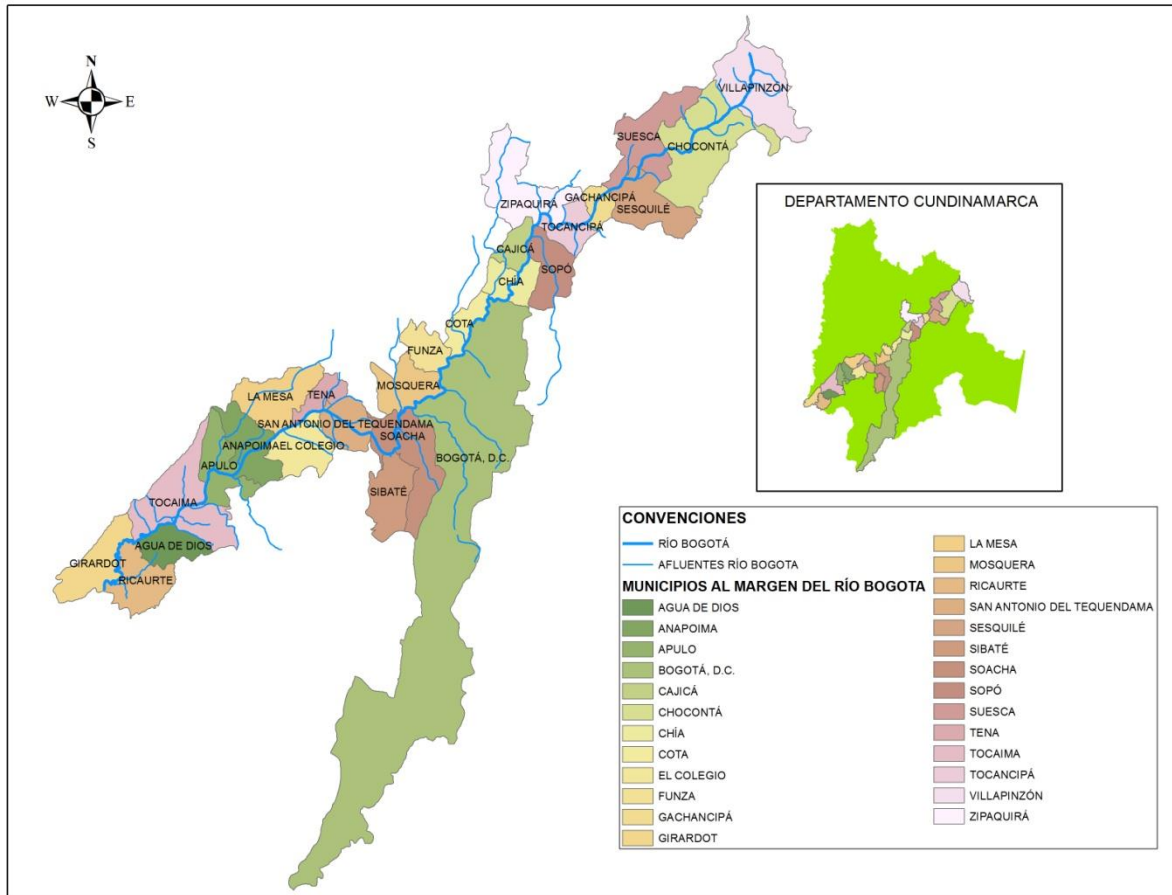 N
W
E
S
VILLAPINZÓN
SUESCA
CHOCONTÁ
GACHANCIPÁ
ZIPAQUIRÁ
SESQUILÉ
TOCANCIPÁ
CAJICÁ
SOPÓ
CHÍA
COTA
FUNZA
MOSQUERA
LA MESA
TENA
SAN ANTONIO DEL TEQUENDAMA
SOACHA
ANAPOIMA
EL COLEGIO
BOGOTÁ, D.C.
APULO
SIBATÉ
TOCAIMA
AGUA DE DIOS
GIRARDOT
RICAURTE
DEPARTAMENTO CUNDINAMARCA
CONVENCIONES
RÍO BOGOTÁ
AFLUENTES RÍO BOGOTA
MUNICIPIOS AL MARGEN DEL RÍO BOGOTA
AGUA DE DIOS
ANAPOIMA
APULO
BOGOTÁ, D.C.
CAJICÁ
CHOCONTÁ
CHÍA
COTA
EL COLEGIO
FUNZA
GACHANCIPÁ
GIRARDOT
LA MESA
MOSQUERA
RICAURTE
SAN ANTONIO DEL TEQUENDAMA
SESQUILÉ
SIBATÉ
SOACHA
SOPÓ
SUESCA
TENA
TOCAIMA
TOCANCIPÁ
VILLAPINZÓN
ZIPAQUIRÁ